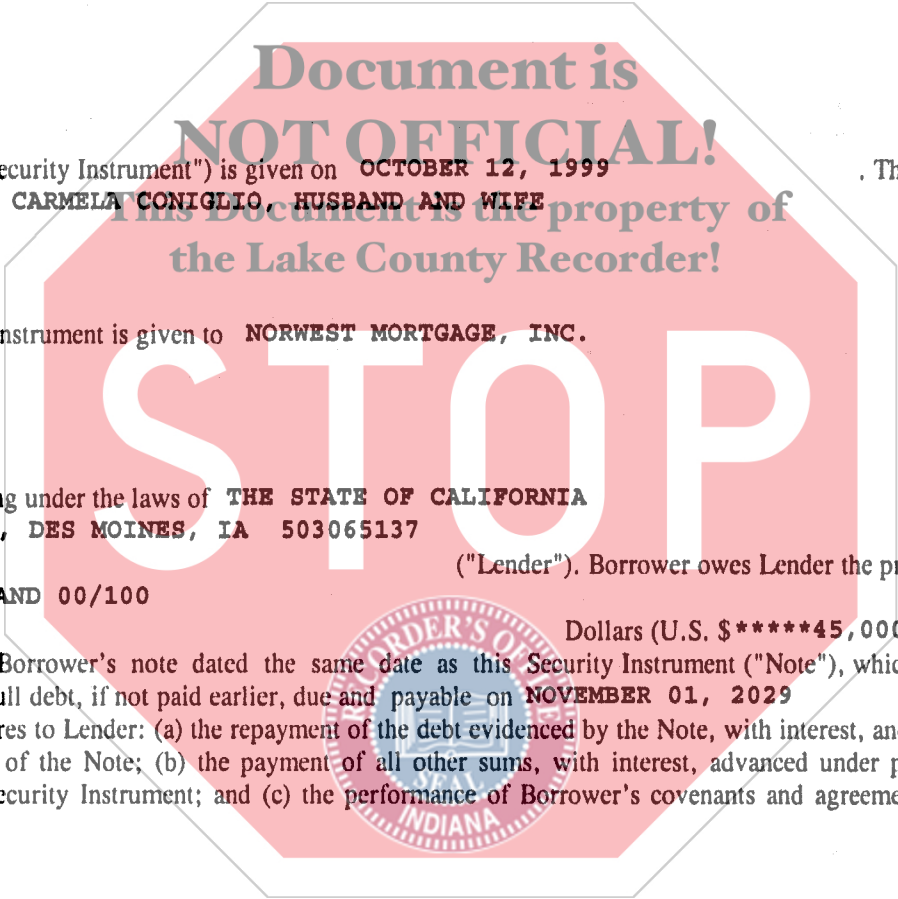 Document is
NOT OFFICIAL!
ecurity Instrument") is given on OCTOBER 12, 1999 . Th
CARMELA CONIGLIO, HUSBAND AND WIFE
This Document is the property of
the Lake County Recorder!
nstrument is given to NORWEST MORTGAGE, INC.
STOP
g under the laws of THE STATE OF CALIFORNIA
, DES MOINES, IA 503065137
("Lender"). Borrower owes Lender the pr
AND 00/100
Dollars (U.S. $*****45,000
Borrower's note dated the same date as this Security Instrument ("Note"), whic
ull debt, if not paid earlier, due and payable on NOVEMBER 01, 2029
res to Lender: (a) the repayment of the debt evidenced by the Note, with interest, an
of the Note; (b) the payment of all other sums, with interest, advanced under p
ecurity Instrument; and (c) the performance of Borrower's covenants and agreeme
RECORDER'S OFFICE
SEAL
INDIANA